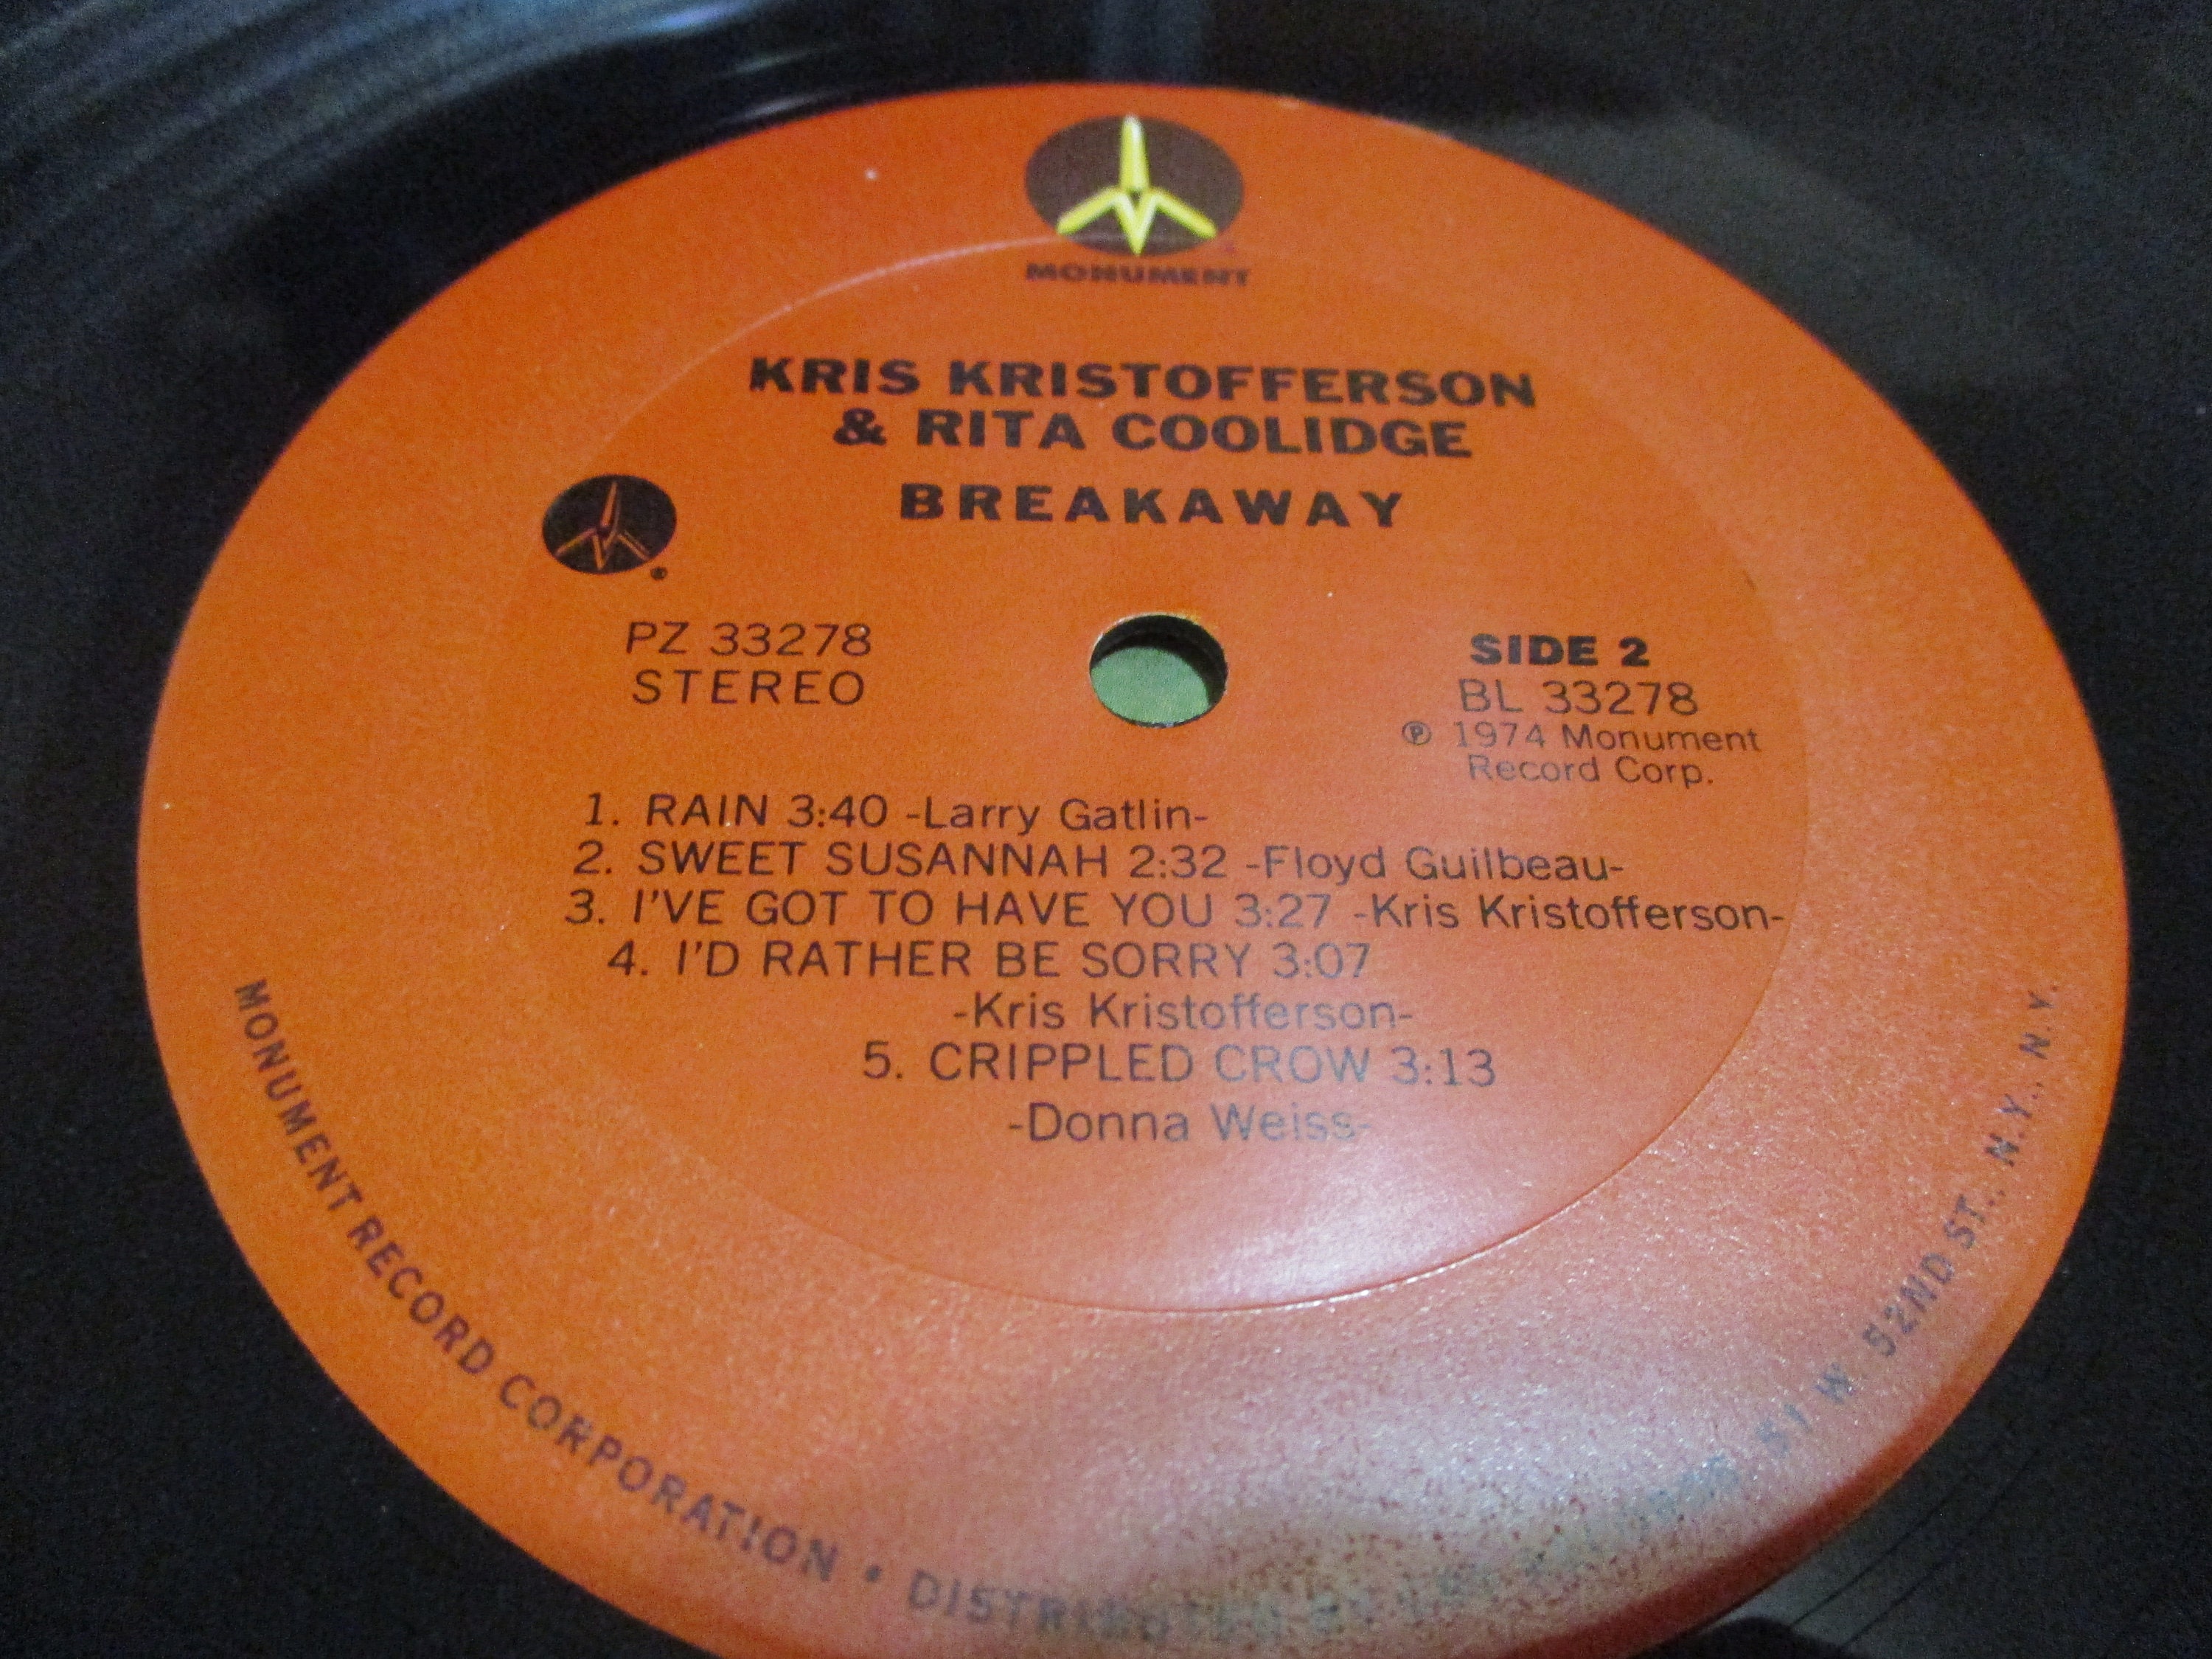 MONUMENT
KRIS KRISTOFFERSON
& RITA COOLIDGE
BREAKAWAY
PZ 33278
STEREO
SIDE 2
BL 33278
℗ 1974 Monument
Record Corp.
1. RAIN 3:40 -Larry Gatlin-
2. SWEET SUSANNAH 2:32 -Floyd Guilbeau-
3. I'VE GOT TO HAVE YOU 3:27 -Kris Kristofferson-
4. I'D RATHER BE SORRY 3:07
-Kris Kristofferson-
5. CRIPPLED CROW 3:13
-Donna Weiss-
MONUMENT RECORD CORPORATION • DISTRIBUTED BY 51 W. 52ND ST., N.Y., N.Y.